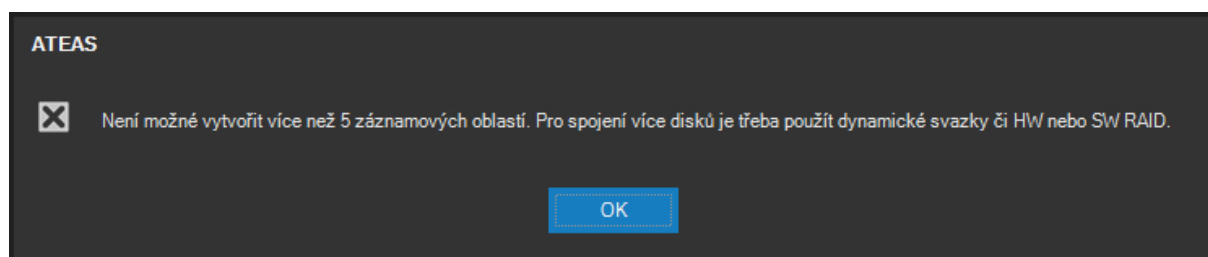 ATEAS
Není možné vytvořit více než 5 záznamových oblastí. Pro spojení více disků je třeba použít dynamické svazky či HW nebo SW RAID.
OK